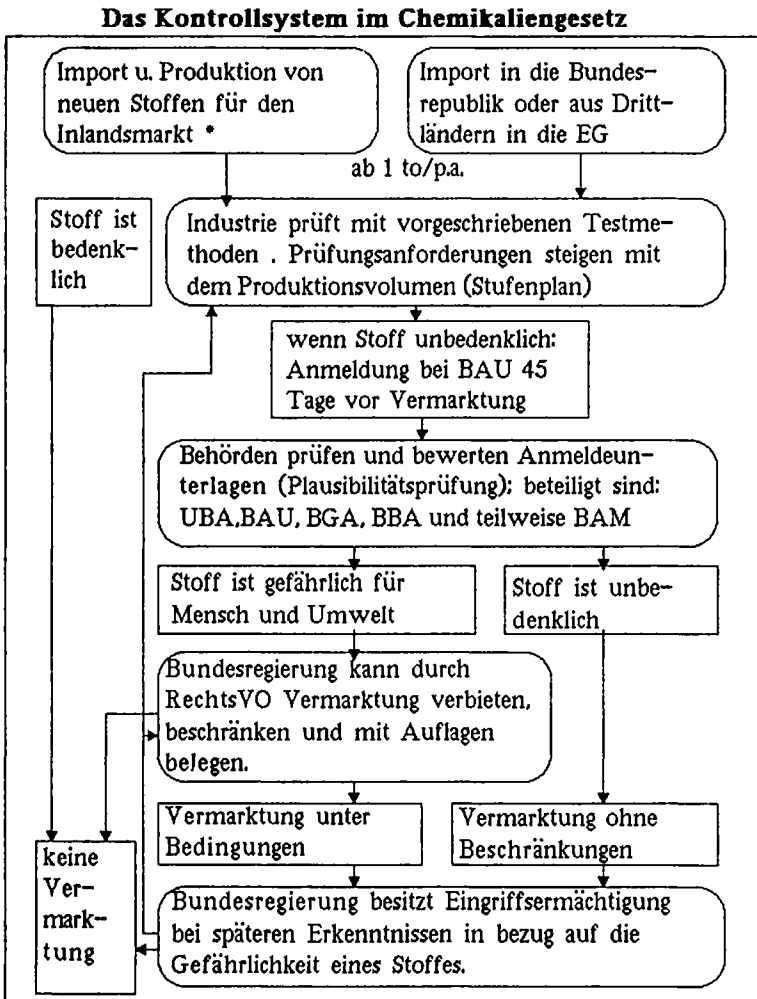 Das Kontrollsystem im Chemikaliengesetz
Import u. Produktion von
neuen Stoffen für den
Inlandsmarkt *
Import in die Bundes-
republik oder aus Dritt-
ländern in die EG
ab 1 to/p.a.
Stoff ist
bedenk-
lich
Industrie prüft mit vorgeschriebenen Testme-
thoden . Prüfungsanforderungen steigen mit
dem Produktionsvolumen (Stufenplan)
wenn Stoff unbedenklich:
Anmeldung bei BAU 45
Tage vor Vermarktung
Behörden prüfen und bewerten Anmeldeun-
terlagen (Plausibilitätsprüfung); beteiligt sind:
UBA,BAU, BGA, BBA und teilweise BAM
Stoff ist gefährlich für
Mensch und Umwelt
Stoff ist unbe-
denklich
Bundesregierung kann durch
RechtsVO Vermarktung verbieten,
beschränken und mit Auflagen
belegen.
Vermarktung unter
Bedingungen
Vermarktung ohne
Beschränkungen
keine
Ver-
markt-
tung
Bundesregierung besitzt Eingriffsermächtigung
bei späteren Erkenntnissen in bezug auf die
Gefährlichkeit eines Stoffes.